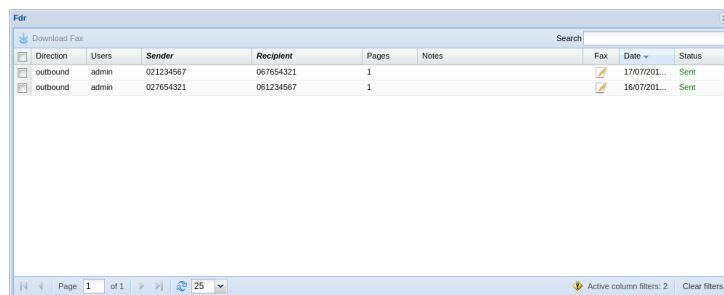 Fdr
Download Fax Search
Direction Users Sender Recipient Pages Notes Fax Date Status
outbound admin 021234567 067654321 1 17/07/201... Sent
outbound admin 027654321 061234567 1 16/07/201... Sent
Page 1 of 1 25 Active column filters: 2 Clear filters